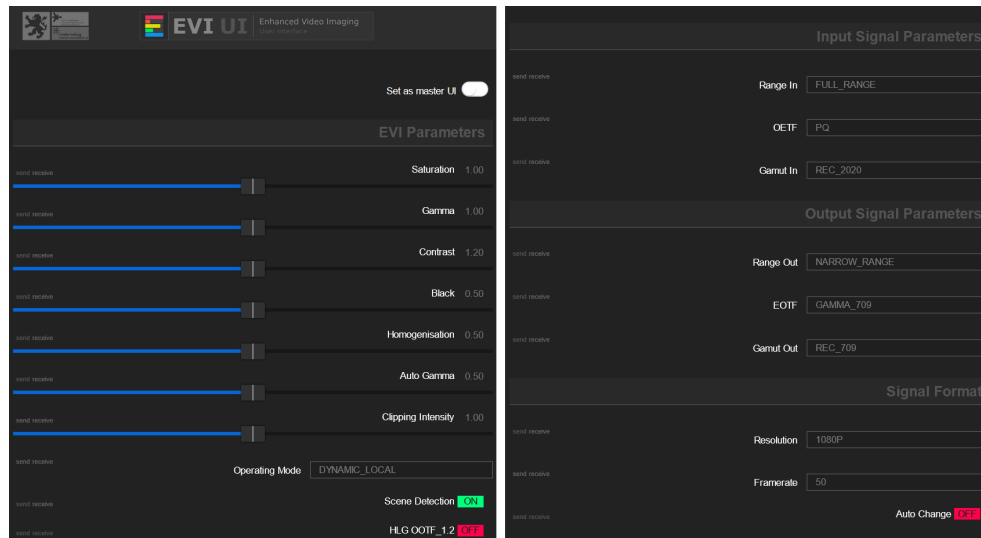 EVI UI Enhanced Video Imaging
User Interface
Set as master UI
EVI Parameters
send receive Saturation 1.00
send receive Gamma 1.00
send receive Contrast 1.20
send receive Black 0.50
send receive Homogenisation 0.50
send receive Auto Gamma 0.50
send receive Clipping Intensity 1.00
send receive Operating Mode DYNAMIC_LOCAL
send receive Scene Detection ON
send receive HLG OOTF_1.2 OFF
Input Signal Parameters
send receive Range In FULL_RANGE
send receive OETF PQ
send receive Gamut In REC_2020
Output Signal Parameters
send receive Range Out NARROW_RANGE
send receive EOTF GAMMA_709
send receive Gamut Out REC_709
Signal Format
send receive Resolution 1080P
send receive Framerate 50
send receive Auto Change OFF